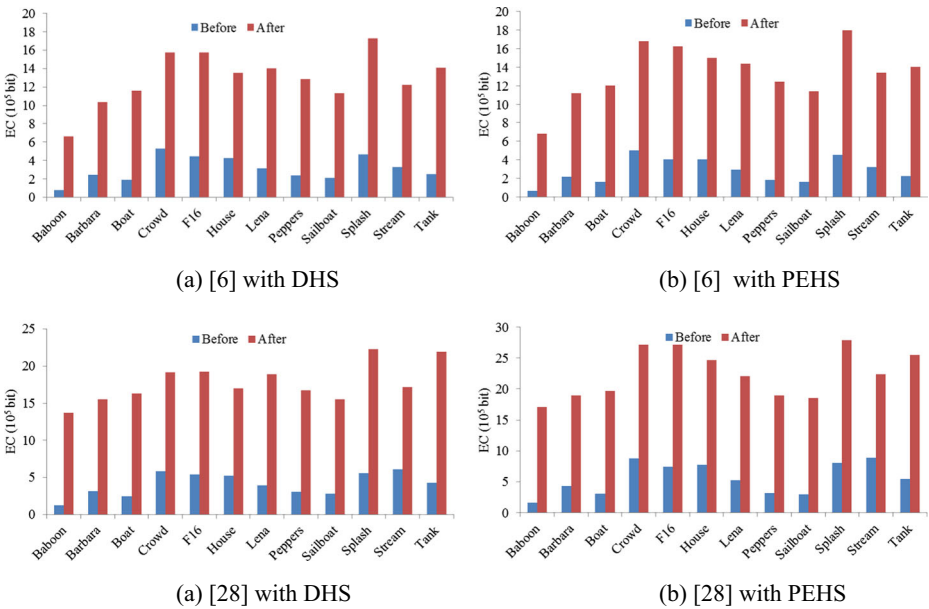 20
18
16
14
12
10
8
6
4
2
0
EC (10⁵ bit)
Before After
Baboon Barbara Boat Crowd F16 House Lena Peppers Sailboat Splash Stream Tank
(a) [6] with DHS
20
18
16
14
12
10
8
6
4
2
0
EC (10⁵ bit)
Before After
Baboon Barbara Boat Crowd F16 House Lena Peppers Sailboat Splash Stream Tank
(b) [6] with PEHS
25
20
15
10
5
0
EC (10⁵ bit)
Before After
Baboon Barbara Boat Crowd F16 House Lena Peppers Sailboat Splash Stream Tank
(a) [28] with DHS
30
25
20
15
10
5
0
EC (10⁵ bit)
Before After
Baboon Barbara Boat Crowd F16 House Lena Peppers Sailboat Splash Stream Tank
(b) [28] with PEHS